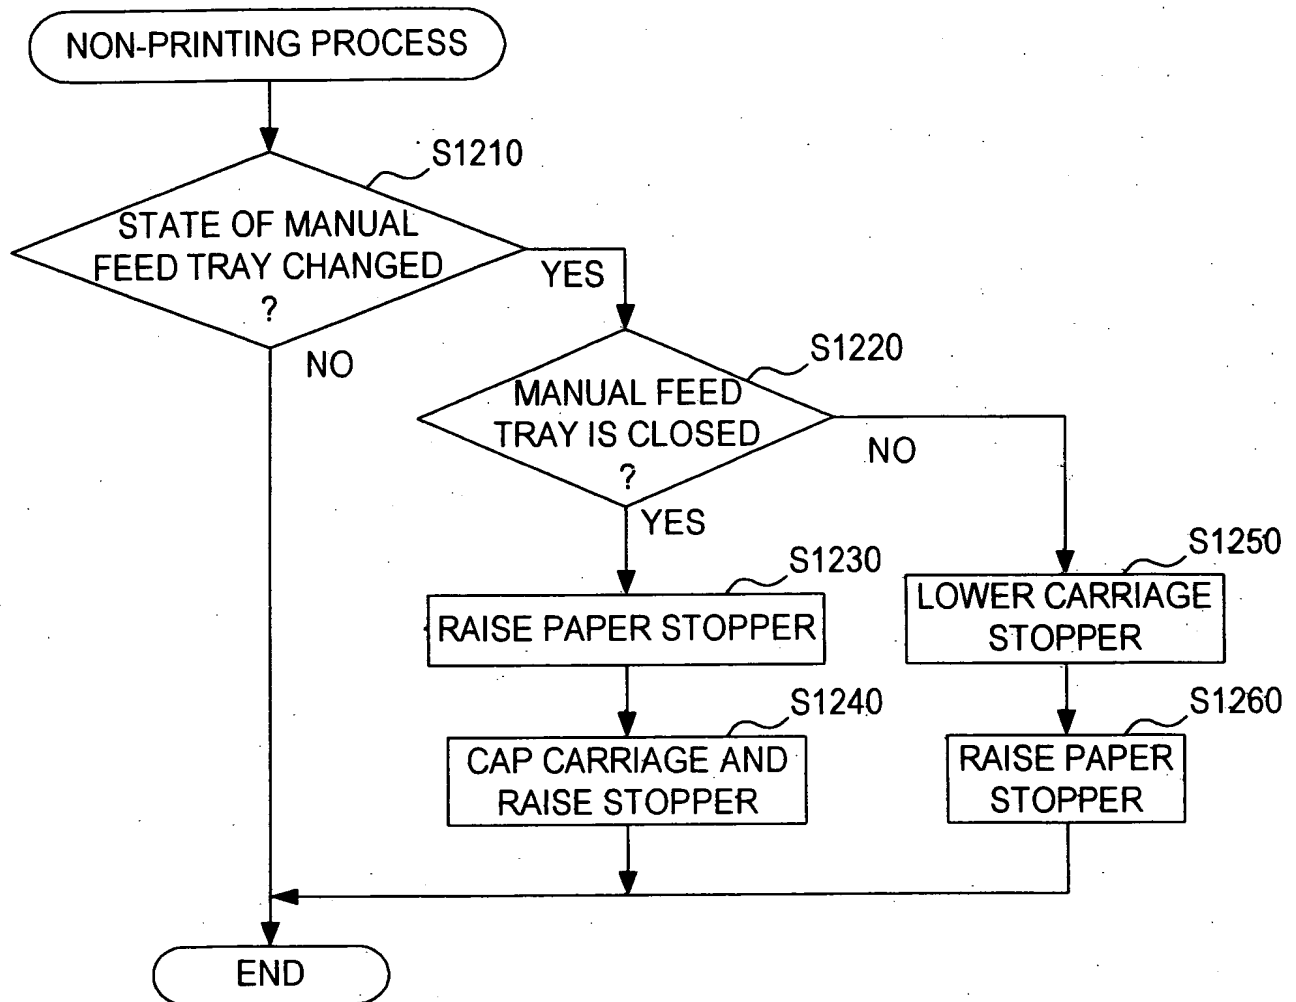 NON-PRINTING PROCESS
S1210
STATE OF MANUAL
FEED TRAY CHANGED
?
YES
NO
S1220
MANUAL FEED
TRAY IS CLOSED
?
NO
YES
S1230
RAISE PAPER STOPPER
S1250
LOWER CARRIAGE
STOPPER
S1240
CAP CARRIAGE AND
RAISE STOPPER
S1260
RAISE PAPER
STOPPER
END